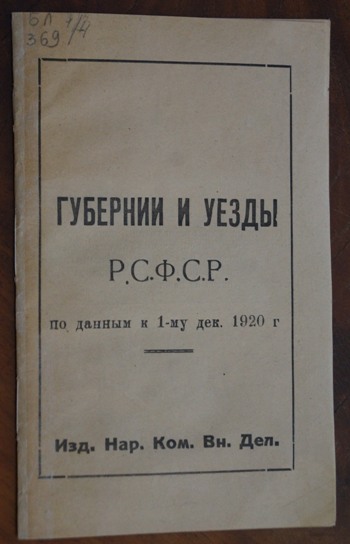 БЛ 4/4
369
ГУБЕРНИИ И УЕЗДЫ
Р.С.Ф.С.Р.
по данным к 1-му дек. 1920 г
Изд. Нар. Ком. Вн. Дел.